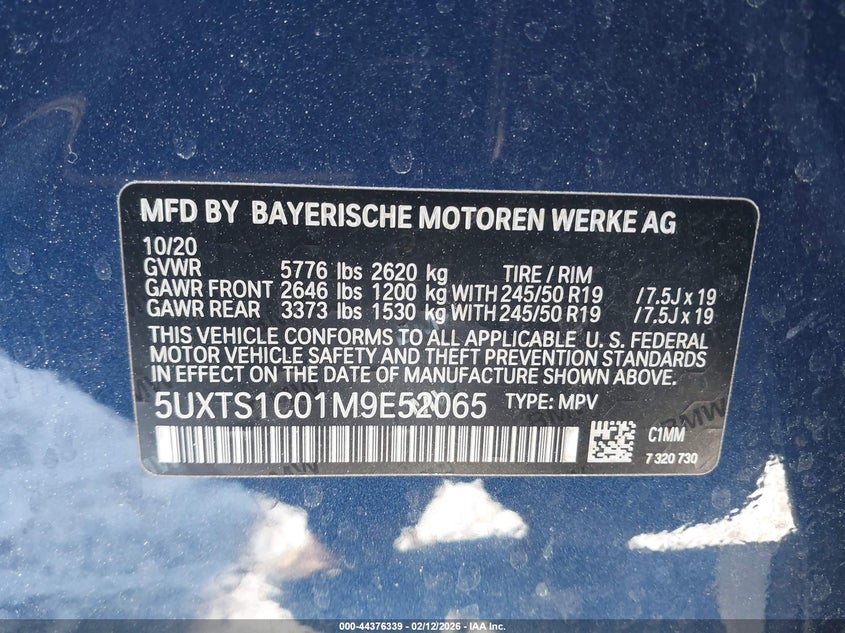 MFD BY BAYERISCHE MOTOREN WERKE AG
10/20
GVWR 5776 lbs 2620 kg TIRE / RIM
GAWR FRONT 2646 lbs 1200 kg WITH 245/50 R19 / 7.5J x 19
GAWR REAR 3373 lbs 1530 kg WITH 245/50 R19 / 7.5J x 19
THIS VEHICLE CONFORMS TO ALL APPLICABLE U. S. FEDERAL
MOTOR VEHICLE SAFETY AND THEFT PREVENTION STANDARDS
IN EFFECT ON THE DATE OF MANUFACTURE SHOWN ABOVE.
5UXTS1C01M9E52065 TYPE: MPV
C1MM
7 320 730
BMW
000-44376339 - 02/12/2026 - IAA Inc.